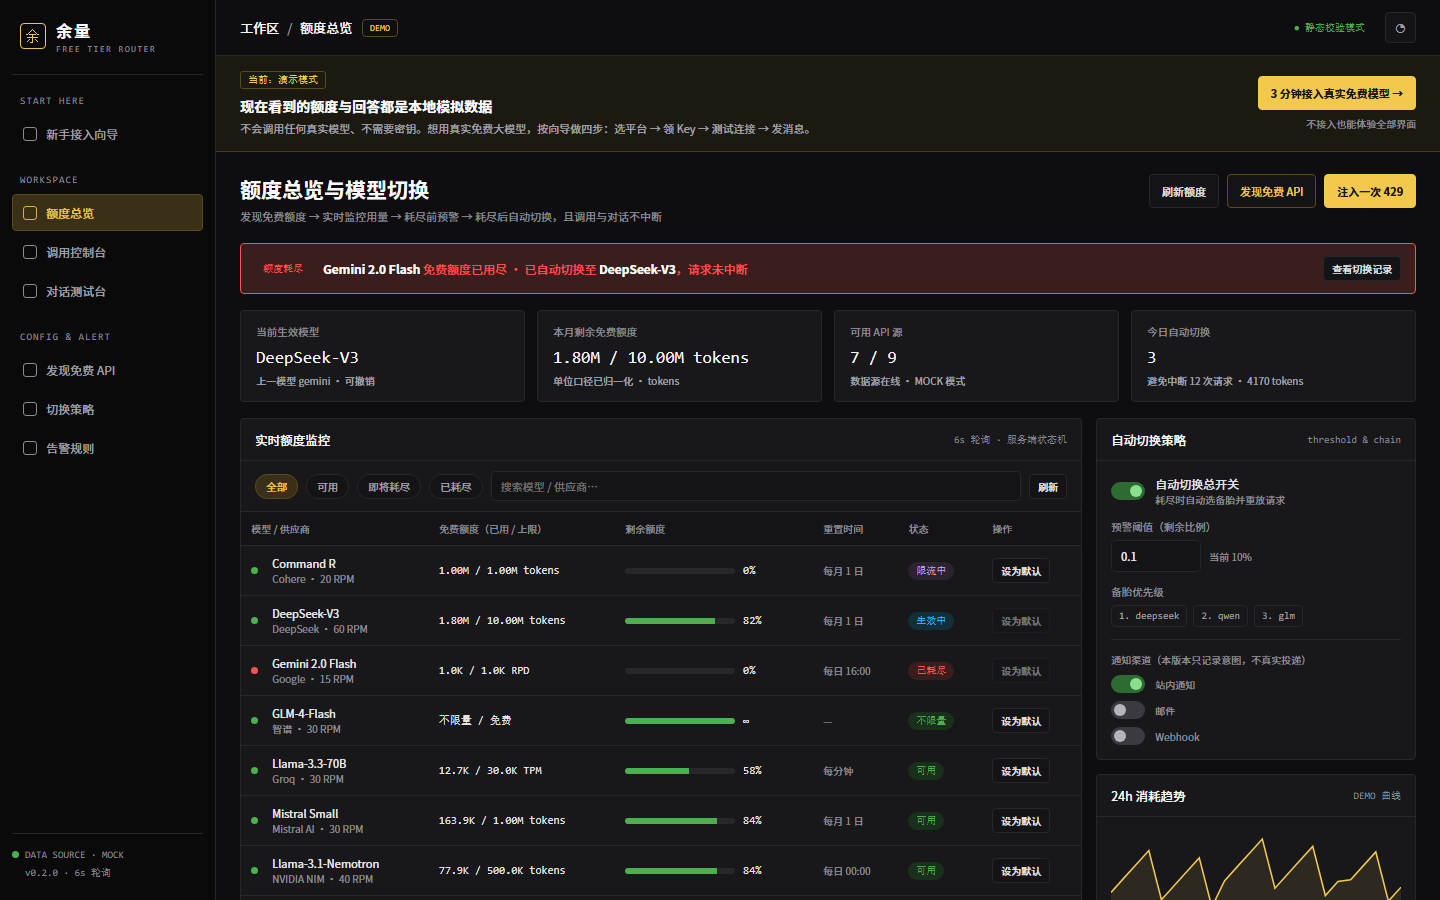 余 余量
FREE TIER ROUTER
START HERE
新手接入向导
WORKSPACE
额度总览
调用控制台
对话测试台
CONFIG & ALERT
发现免费 API
切换策略
告警规则
DATA SOURCE · MOCK
v0.2.0 · 6s 轮询
工作区 / 额度总览 DEMO
静态校验模式
当前：演示模式
现在看到的额度与回答都是本地模拟数据
不会调用任何真实模型、不需要密钥。想用真实免费大模型，按向导做四步：选平台 → 领 Key → 测试连接 → 发消息。
3 分钟接入真实免费模型 →
不接入也能体验全部界面
额度总览与模型切换
发现免费额度 → 实时监控用量 → 耗尽前预警 → 耗尽后自动切换，且调用与对话不中断
刷新额度 发现免费 API 注入一次 429
额度耗尽 Gemini 2.0 Flash 免费额度已用尽 · 已自动切换至 DeepSeek-V3，请求未中断 查看切换记录
当前生效模型
DeepSeek-V3
上一模型 gemini · 可撤销
本月剩余免费额度
1.80M / 10.00M tokens
单位口径已归一化 · tokens
可用 API 源
7 / 9
数据源在线 · MOCK 模式
今日自动切换
3
避免中断 12 次请求 · 4170 tokens
实时额度监控 6s 轮询 · 服务端状态机
全部 可用 即将耗尽 已耗尽 搜索模型 / 供应商… 刷新
模型 / 供应商 免费额度（已用 / 上限） 剩余额度 重置时间 状态 操作
Command R
Cohere · 20 RPM
1.00M / 1.00M tokens 0% 每月 1 日 限流中 设为默认
DeepSeek-V3
DeepSeek · 60 RPM
1.80M / 10.00M tokens 82% 每月 1 日 生效中 设为默认
Gemini 2.0 Flash
Google · 15 RPM
1.0K / 1.0K RPD 0% 每日 16:00 已耗尽 设为默认
GLM-4-Flash
智谱 · 30 RPM
不限量 / 免费 ∞ — 不限量 设为默认
Llama-3.3-70B
Groq · 30 RPM
12.7K / 30.0K TPM 58% 每分钟 可用 设为默认
Mistral Small
Mistral AI · 30 RPM
163.9K / 1.00M tokens 84% 每月 1 日 可用 设为默认
Llama-3.1-Nemotron
NVIDIA NIM · 40 RPM
77.9K / 500.0K tokens 84% 每日 00:00 可用 设为默认
自动切换策略 threshold & chain
自动切换总开关
耗尽时自动选备胎并重放请求
预警阈值（剩余比例）
0.1 当前 10%
备胎优先级
1. deepseek 2. qwen 3. glm
通知渠道（本版本只记录意图，不真实投递）
站内通知
邮件
Webhook
24h 消耗趋势 DEMO 曲线